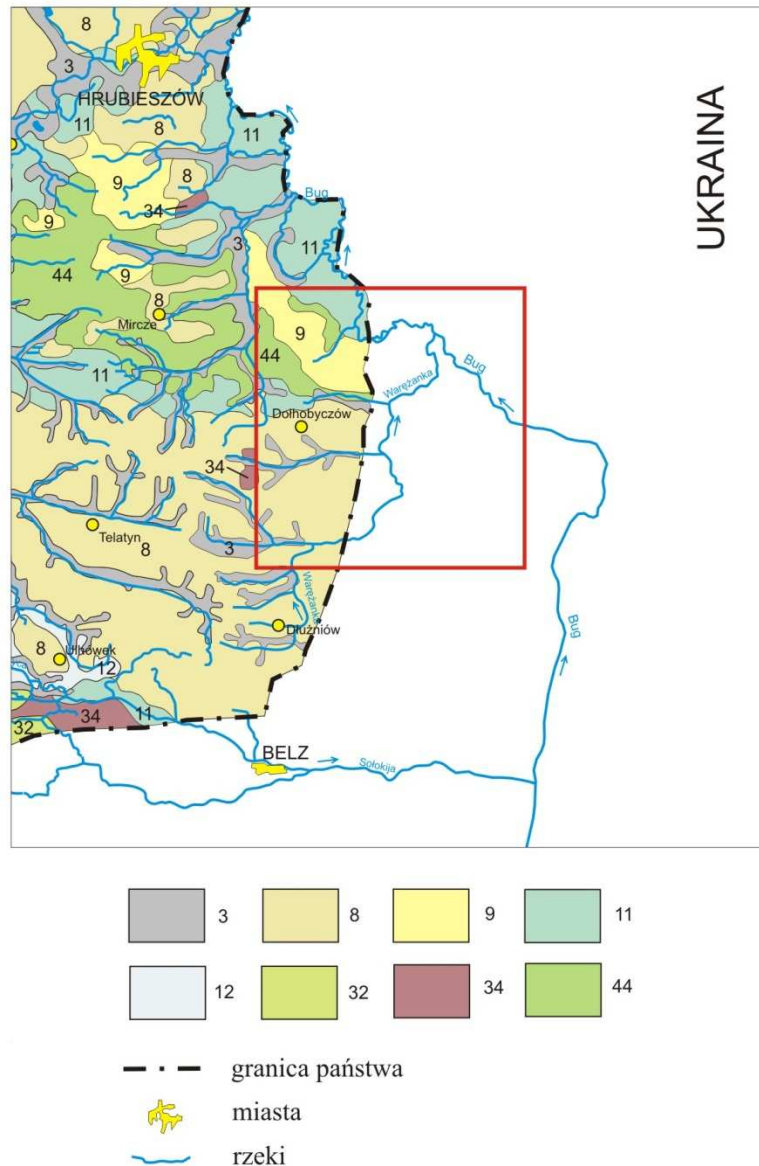 8
3
HRUBIESZÓW
11
8
11
9
8
34
Bug
UKRAINA
9
3
11
44
9
8
Mircze
9
44
11
Bug
Warężanka
Dołhobyczów
34
Telatyn
8
3
Warężanka
Dłużniów
Bug
8
Ulhówek
12
34
11
32
BELZ
Sołokija
3
8
9
11
12
32
34
44
granica państwa
miasta
rzeki